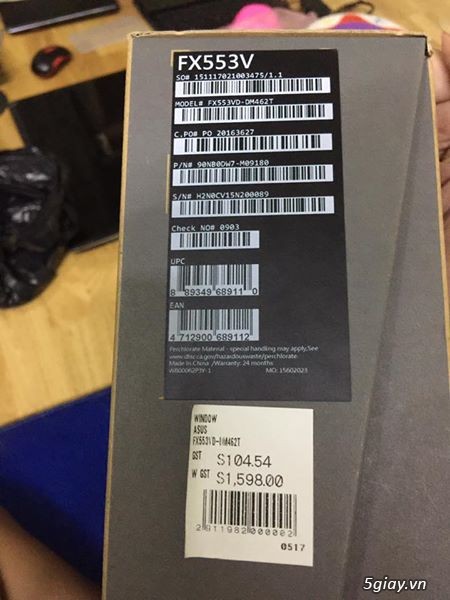 FX553V
SO# 151117021003475/1.1
MODEL# FX553VD-DM462T
C.PO# PO 20163627
P/N# 90NB0DW7-M09180
S/N# H2N0CV15N200089
Check NO# 0903
UPC
8 89349 68911 0
EAN
4 712900 689112
Perchlorate Material - special handling may apply,See
www.dtsc.ca.gov/hazardouswaste/perchlorate.
Made In China /Warranty: 24 months
MO: 15602023
WINDOW
ASUS
FX553VD-DM462T
GST S104.54
W GST S1,598.00
2911982000002
0517
5giay.vn